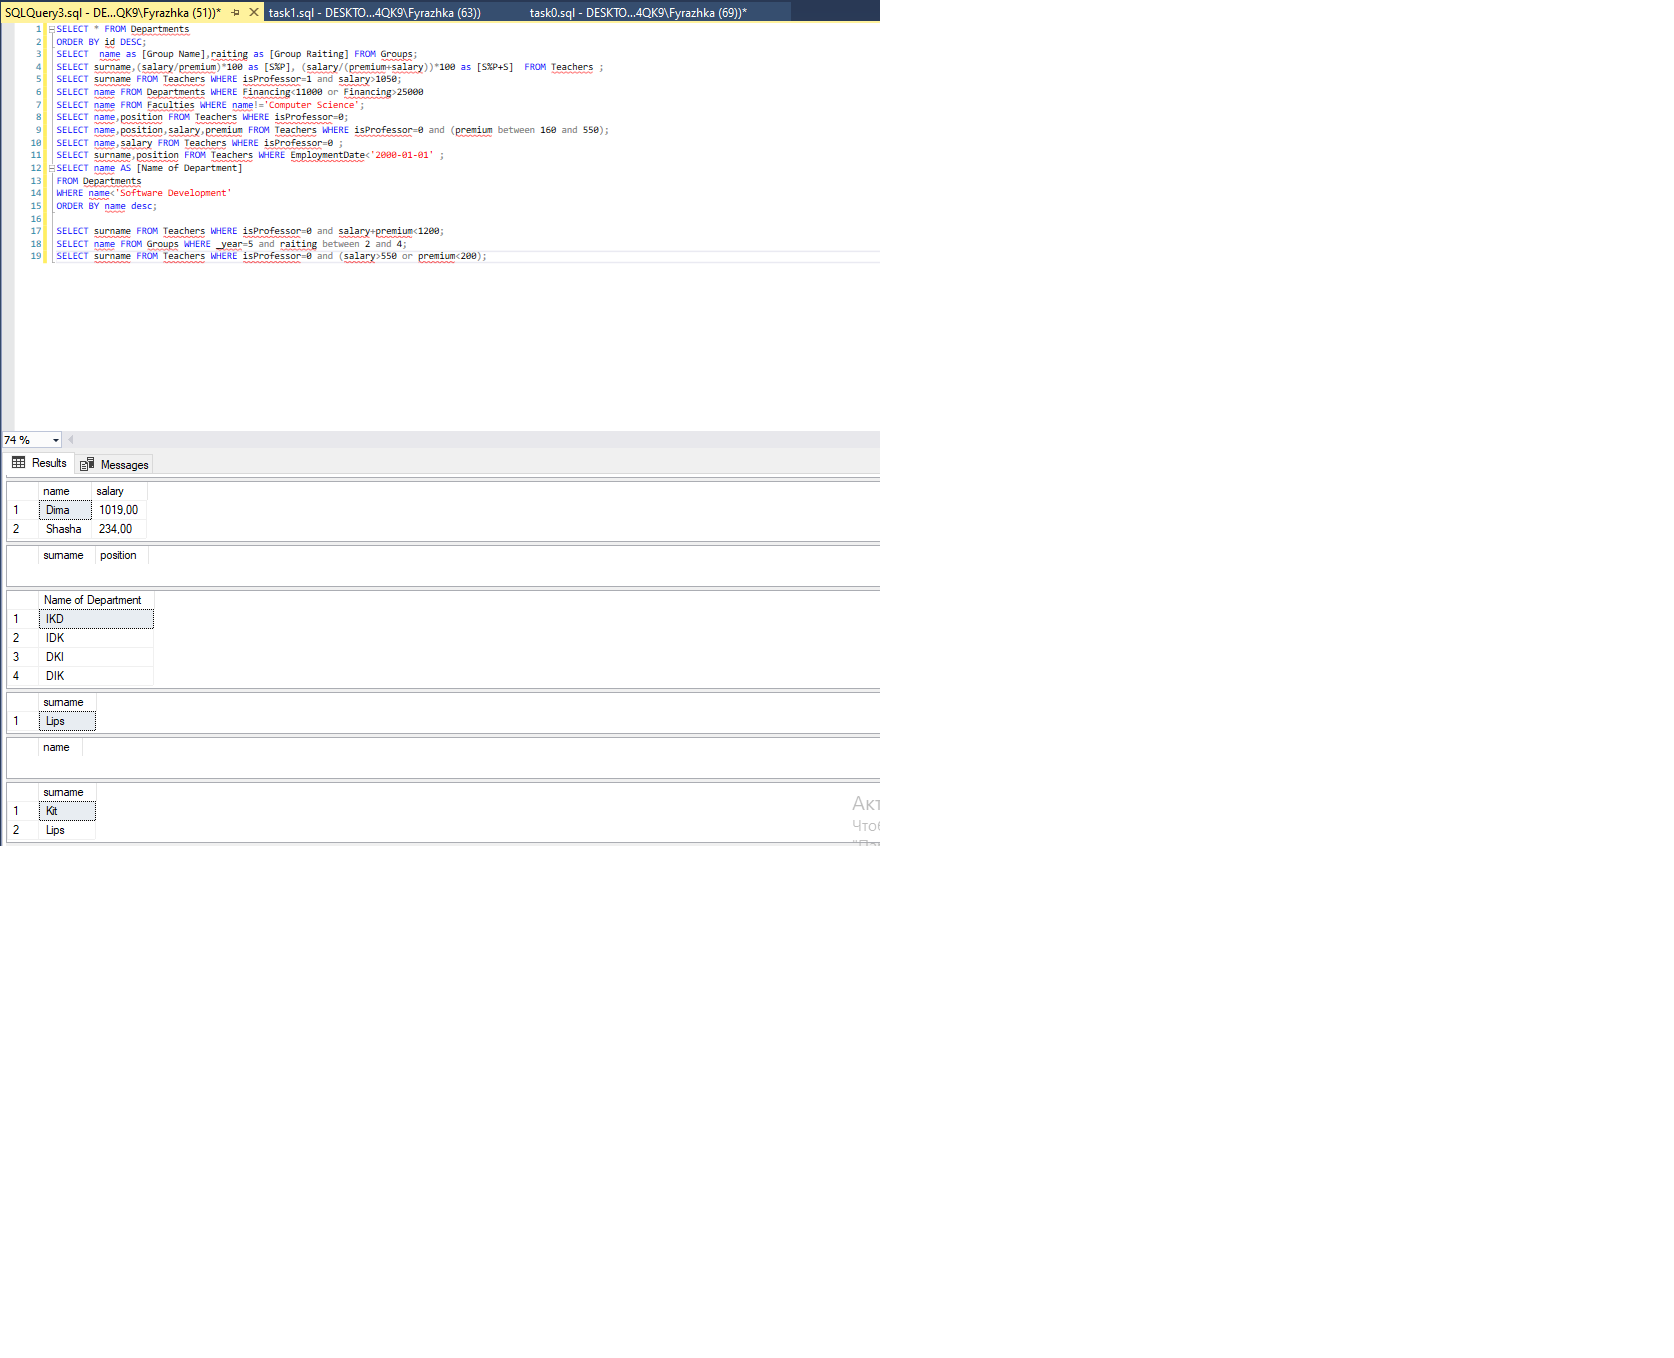 SQLQuery3.sql - DE...QK9\Fyrazhka (51))* task1.sql - DESKTO...4QK9\Fyrazhka (63)) task0.sql - DESKTO...4QK9\Fyrazhka (69))*
1 SELECT * FROM Departments
2 ORDER BY id DESC;
3 SELECT name as [Group Name],raiting as [Group Raiting] FROM Groups;
4 SELECT surname,(salary/premium)*100 as [S%P], (salary/(premium+salary))*100 as [S%P+S] FROM Teachers ;
5 SELECT surname FROM Teachers WHERE isProfessor=1 and salary>1050;
6 SELECT name FROM Departments WHERE Financing<11000 or Financing>25000
7 SELECT name FROM Faculties WHERE name!='Computer Science';
8 SELECT name,position FROM Teachers WHERE isProfessor=0;
9 SELECT name,position,salary,premium FROM Teachers WHERE isProfessor=0 and (premium between 160 and 550);
10 SELECT name,salary FROM Teachers WHERE isProfessor=0 ;
11 SELECT surname,position FROM Teachers WHERE EmploymentDate<'2000-01-01' ;
12 SELECT name AS [Name of Department]
13 FROM Departments
14 WHERE name<'Software Development'
15 ORDER BY name desc;
16
17 SELECT surname FROM Teachers WHERE isProfessor=0 and salary+premium<1200;
18 SELECT name FROM Groups WHERE _year=5 and raiting between 2 and 4;
19 SELECT surname FROM Teachers WHERE isProfessor=0 and (salary>550 or premium<200);
74 %
Results Messages
name salary
1 Dima 1019,00
2 Shasha 234,00
surname position
Name of Department
1 IKD
2 IDK
3 DKI
4 DIK
surname
1 Lips
name
surname
1 Kit
2 Lips